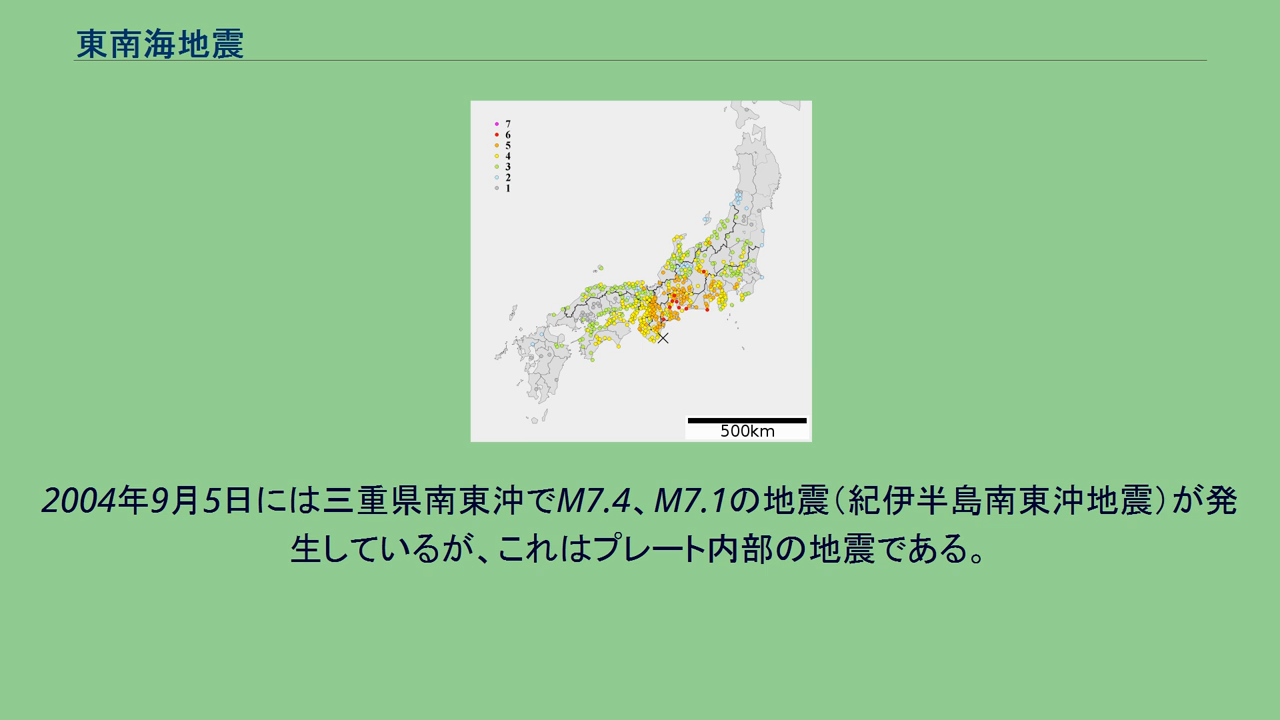 東南海地震
7
6
5
4
3
2
1
500km
2004年9月5日には三重県南東沖でM7.4、M7.1の地震（紀伊半島南東沖地震）が発
生しているが、これはプレート内部の地震である。